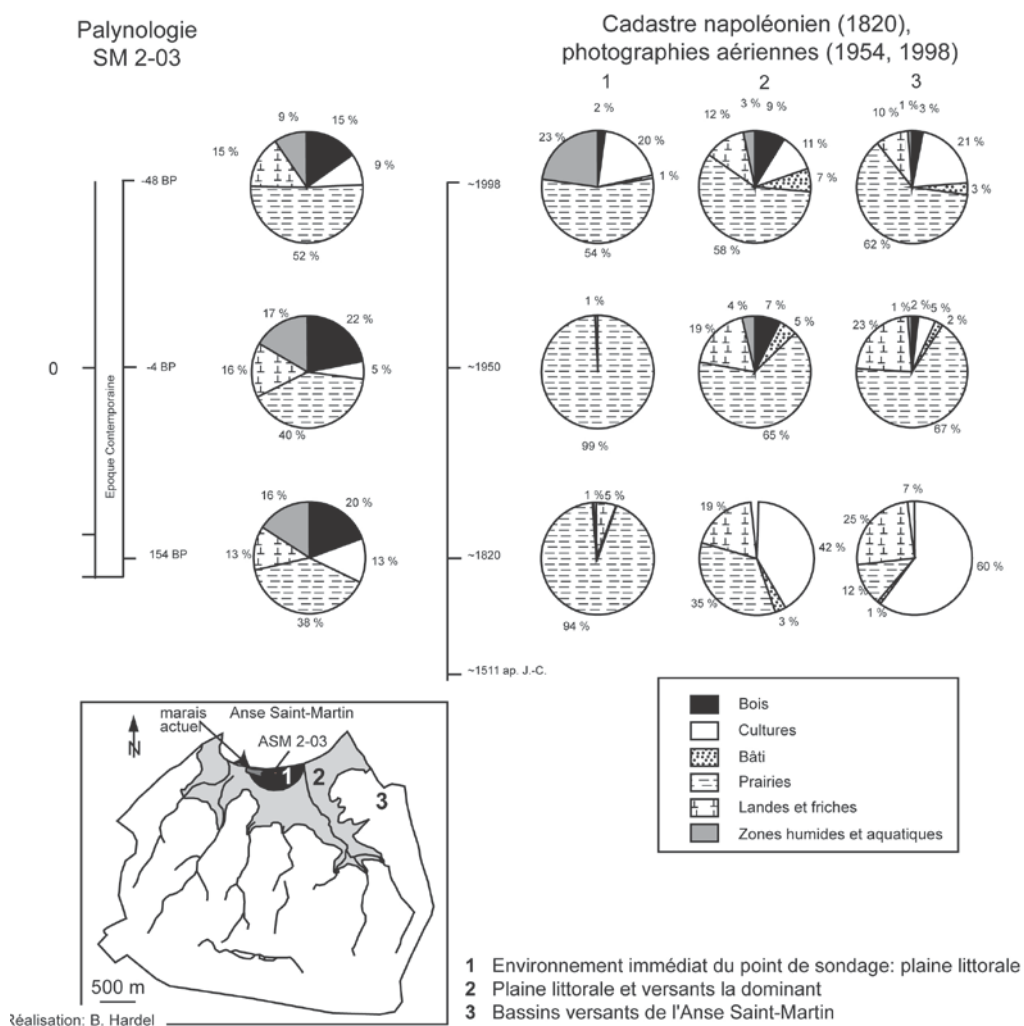 Palynologie
SM 2-03
Cadastre napoléonien (1820),
photographies aériennes (1954, 1998)
1
2
3
9 %
15 %
15 %
9 %
52 %
2 %
23 %
20 %
1 %
54 %
3 %
9 %
12 %
11 %
7 %
58 %
1 %
3 %
10 %
21 %
3 %
62 %
-48 BP
~1998
17 %
22 %
16 %
5 %
40 %
1 %
99 %
4 %
7 %
19 %
5 %
65 %
1 %
2 %
5 %
23 %
2 %
67 %
0
-4 BP
~1950
Epoque Contemporaine
16 %
20 %
13 %
13 %
38 %
1 %
5 %
94 %
19 %
42 %
35 %
3 %
7 %
25 %
60 %
12 %
1 %
154 BP
~1820
~1511 ap. J.-C.
marais
actuel
Anse Saint-Martin
ASM 2-03
N
1
2
3
500 m
Réalisation: B. Hardel
Bois
Cultures
Bâti
Prairies
Landes et friches
Zones humides et aquatiques
1 Environnement immédiat du point de sondage: plaine littorale
2 Plaine littorale et versants la dominant
3 Bassins versants de l'Anse Saint-Martin